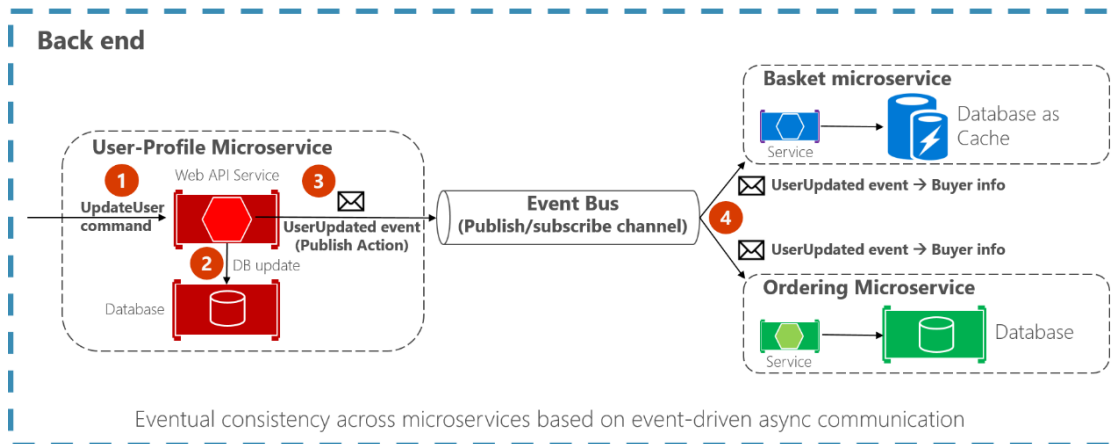 Back end
User-Profile Microservice
Web API Service
1
UpdateUser
command
2
DB update
Database
3
UserUpdated event
(Publish Action)
Event Bus
(Publish/subscribe channel)
4
Basket microservice
Service
Database as
Cache
UserUpdated event → Buyer info
UserUpdated event → Buyer info
Ordering Microservice
Service
Database
Eventual consistency across microservices based on event-driven async communication